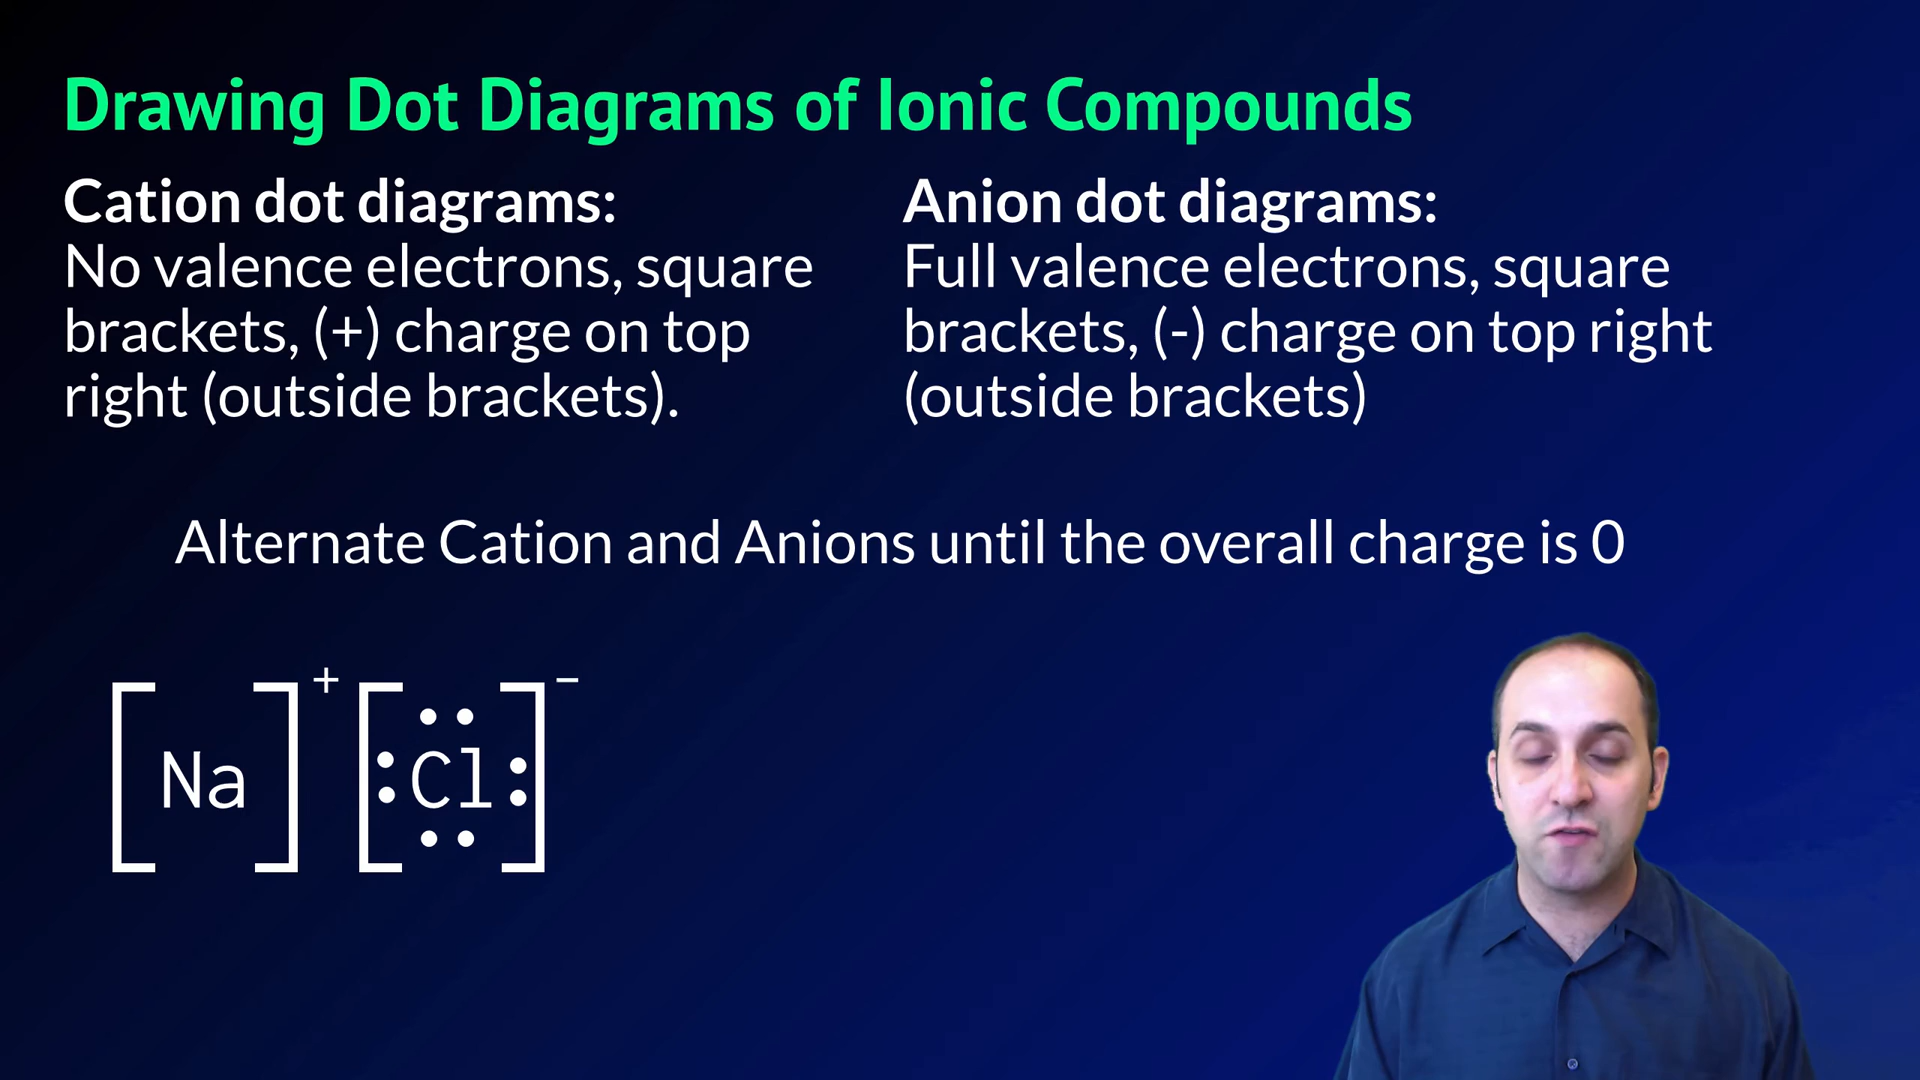 Drawing Dot Diagrams of Ionic Compounds
Cation dot diagrams:
No valence electrons, square
brackets, (+) charge on top
right (outside brackets).
Anion dot diagrams:
Full valence electrons, square
brackets, (-) charge on top right
(outside brackets)
Alternate Cation and Anions until the overall charge is 0
[Na]⁺ [Cl]⁻